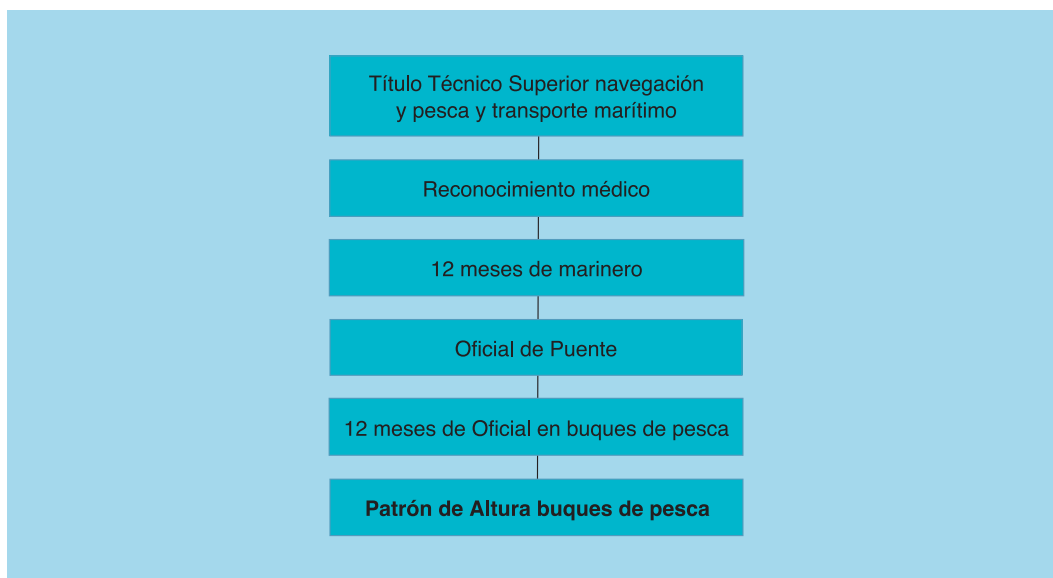 Título Técnico Superior navegación
y pesca y transporte marítimo
Reconocimiento médico
12 meses de marinero
Oficial de Puente
12 meses de Oficial en buques de pesca
Patrón de Altura buques de pesca